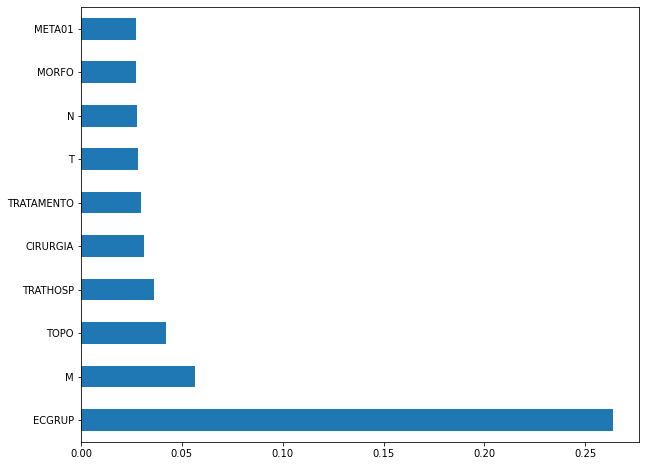 META01
MORFO
N
T
TRATAMENTO
CIRURGIA
TRATHOSP
TOPO
M
ECGRUP
0.00 0.05 0.10 0.15 0.20 0.25